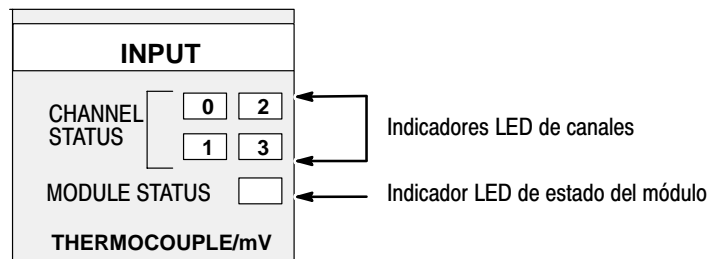 INPUT
CHANNEL
STATUS
0 2
1 3
Indicadores LED de canales
MODULE STATUS
Indicador LED de estado del módulo
THERMOCOUPLE/mV